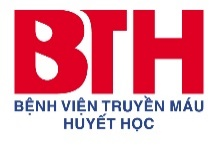 BTH
BỆNH VIỆN TRUYỀN MÁU
HUYẾT HỌC